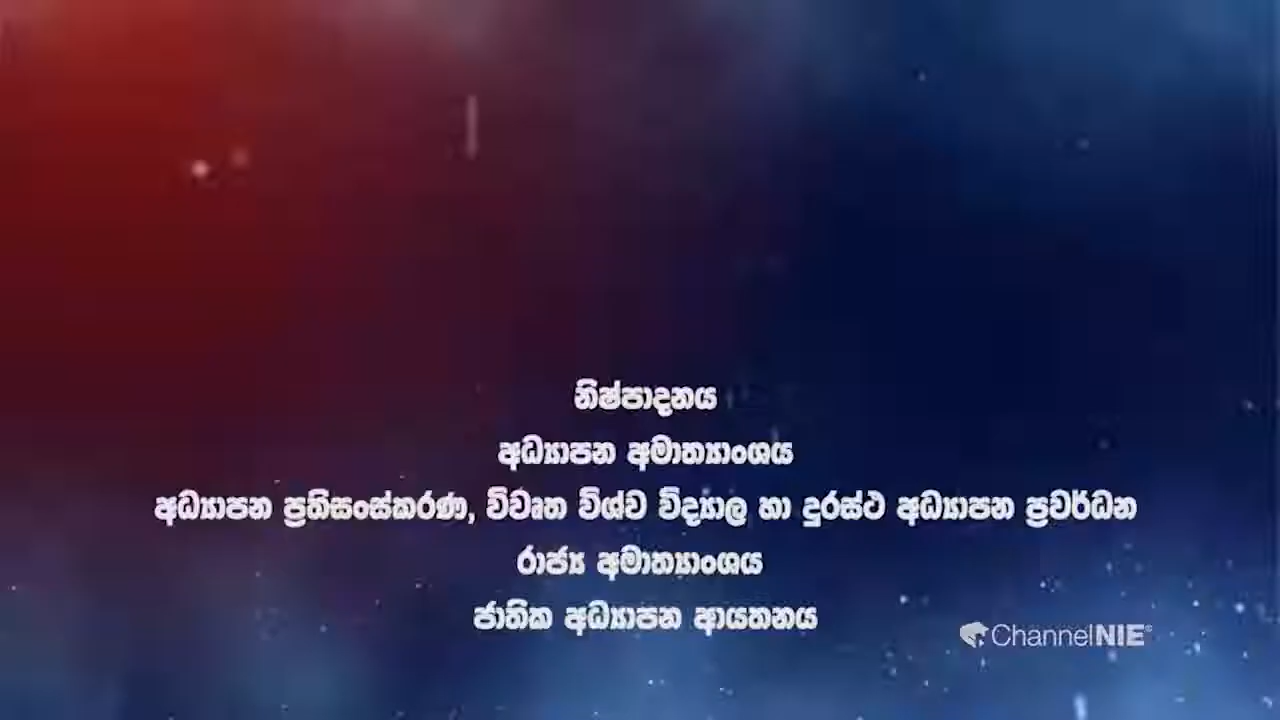 නිෂ්පාදනය
අධ්‍යාපන අමාත්‍යාංශය
අධ්‍යාපන ප්‍රතිසංස්කරණ, විවෘත විශ්ව විද්‍යාල හා දුරස්ථ අධ්‍යාපන ප්‍රවර්ධන
රාජ්‍ය අමාත්‍යාංශය
ජාතික අධ්‍යාපන ආයතනය
ChannelNIE